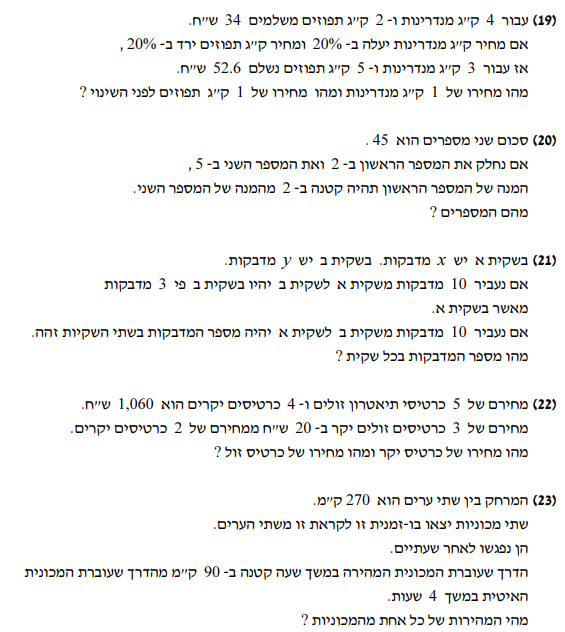 (19) עבור 4 ק״ג מנדרינות ו- 2 ק״ג תפוזים משלמים 34 ש״ח.
אם מחיר ק״ג מנדרינות יעלה ב- 20% ומחיר ק״ג תפוזים ירד ב- 20% ,
אז עבור 3 ק״ג מנדרינות ו- 5 ק״ג תפוזים נשלם 52.6 ש״ח.
מהו מחירו של 1 ק״ג מנדרינות ומהו מחירו של 1 ק״ג תפוזים לפני השינוי ?
(20) סכום שני מספרים הוא 45 .
אם נחלק את המספר הראשון ב- 2 ואת המספר השני ב- 5 ,
המנה של המספר הראשון תהיה קטנה ב- 2 מהמנה של המספר השני.
מהם המספרים ?
(21) בשקית א יש x מדבקות. בשקית ב יש y מדבקות.
אם נעביר 10 מדבקות משקית א לשקית ב יהיו בשקית ב פי 3 מדבקות
מאשר בשקית א.
אם נעביר 10 מדבקות משקית ב לשקית א יהיה מספר המדבקות בשתי השקיות זהה.
מהו מספר המדבקות בכל שקית ?
(22) מחירם של 5 כרטיסי תיאטרון זולים ו- 4 כרטיסים יקרים הוא 1,060 ש״ח.
מחירם של 3 כרטיסים זולים יקר ב- 20 ש״ח ממחירם של 2 כרטיסים יקרים.
מהו מחירו של כרטיס יקר ומהו מחירו של כרטיס זול ?
(23) המרחק בין שתי ערים הוא 270 ק״מ.
שתי מכוניות יצאו בו-זמנית זו לקראת זו משתי הערים.
הן נפגשו לאחר שעתיים.
הדרך שעוברת המכונית המהירה במשך שעה קטנה ב- 90 ק״מ מהדרך שעוברת המכונית
האיטית במשך 4 שעות.
מהי המהירות של כל אחת מהמכוניות ?